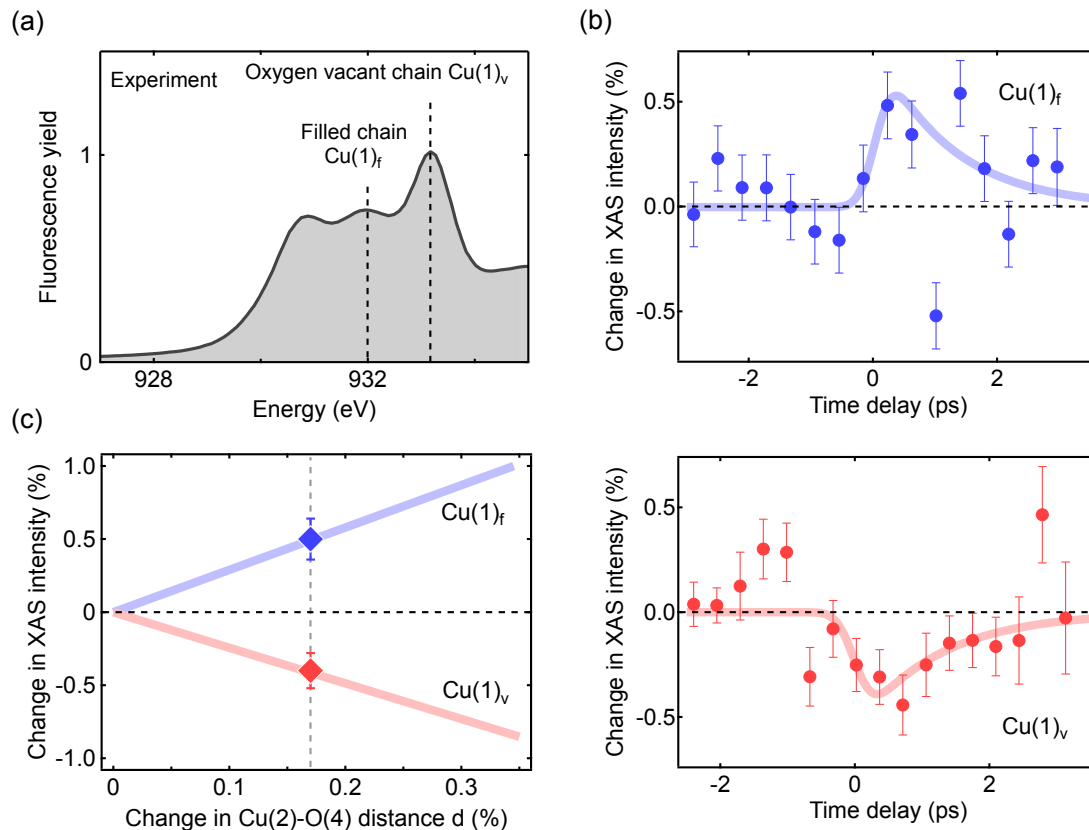 (a)
Experiment
Oxygen vacant chain Cu(1)v
Filled chain
Cu(1)f
Fluorescence yield
1
0
928
932
Energy (eV)
(b)
Change in XAS intensity (%)
0.5
0.0
-0.5
Cu(1)f
-2
0
2
Time delay (ps)
(c)
Change in XAS intensity (%)
1.0
0.5
0
-0.5
-1.0
Cu(1)f
Cu(1)v
0
0.1
0.2
0.3
Change in Cu(2)-O(4) distance d (%)
Change in XAS intensity (%)
0.5
0.0
-0.5
Cu(1)v
-2
0
2
Time delay (ps)